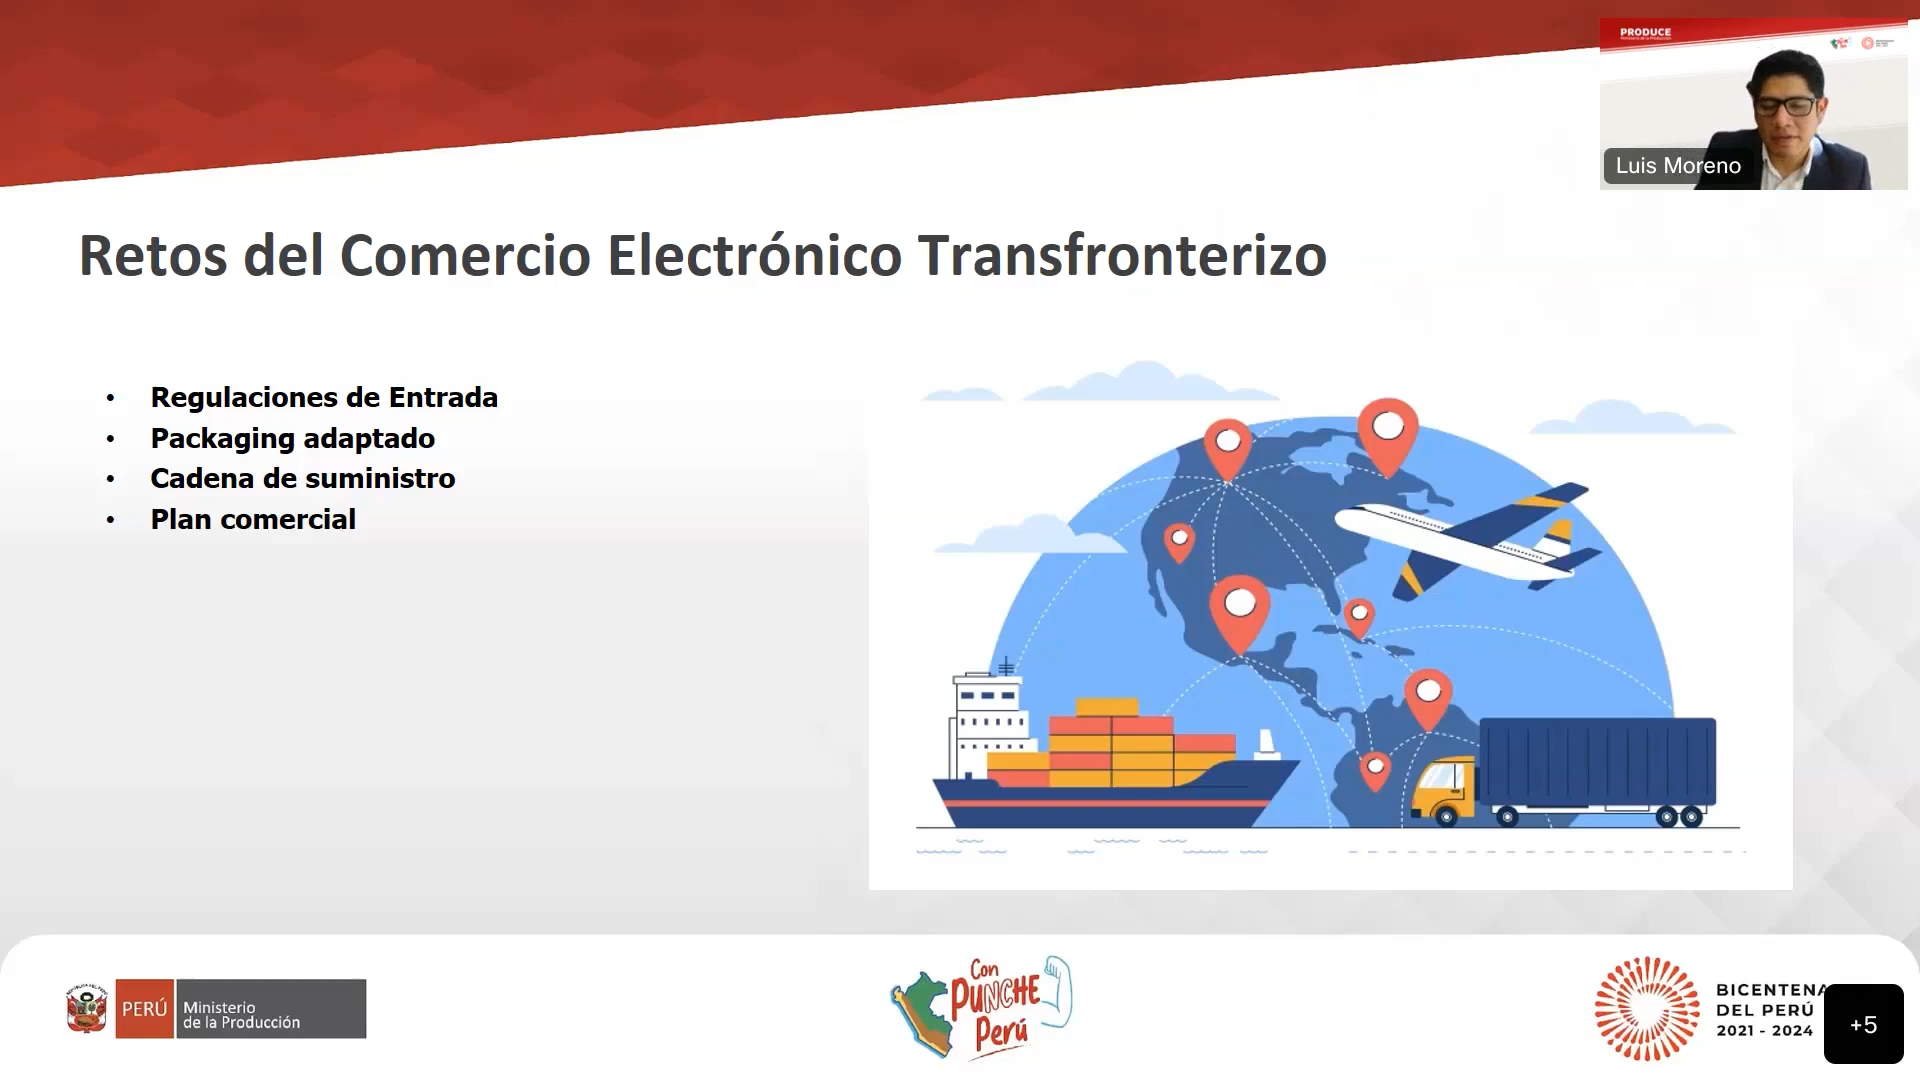 PRODUCE
Luis Moreno
Retos del Comercio Electrónico Transfronterizo
• Regulaciones de Entrada
• Packaging adaptado
• Cadena de suministro
• Plan comercial
PERÚ
Ministerio
de la Producción
Con
PUNCHE
Perú
BICENTENA
DEL PERÚ
2021 - 2024
+5